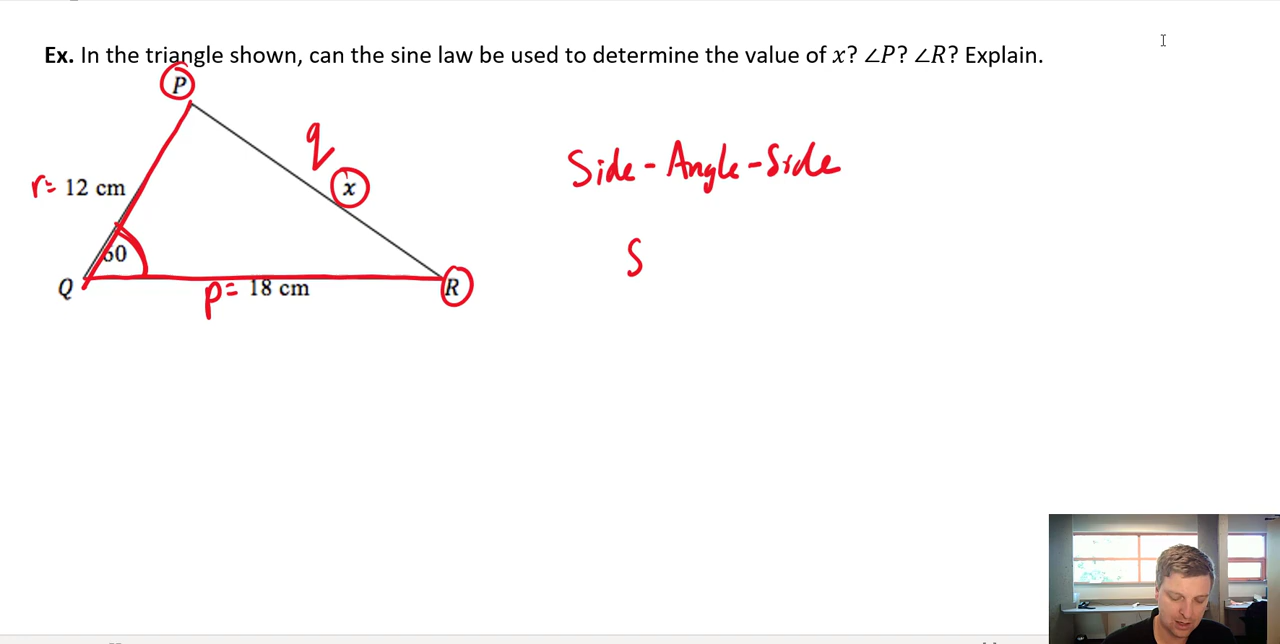 Ex. In the triangle shown, can the sine law be used to determine the value of x? ∠P? ∠R? Explain.
P
q
Side-Angle-Side
r= 12 cm
x
60
S
Q
p= 18 cm
R